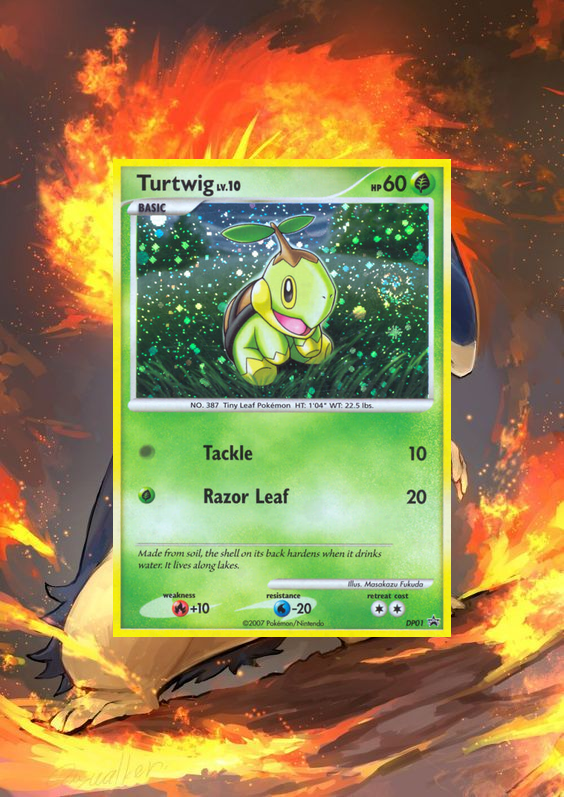 Turtwig LV.10 HP 60
BASIC
NO. 387 Tiny Leaf Pokémon HT: 1'04" WT: 22.5 lbs.
Tackle 10
Razor Leaf 20
Made from soil, the shell on its back hardens when it drinks
water. It lives along lakes.
Illus. Masakazu Fukuda
weakness resistance retreat cost
+10 -20
©2007 Pokémon/Nintendo DP01